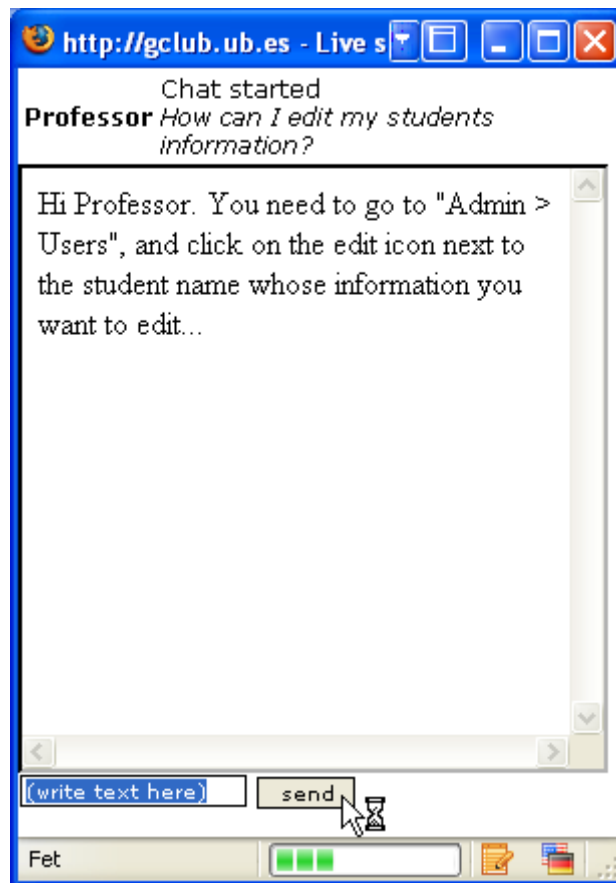 http://gclub.ub.es - Live s
Chat started
Professor How can I edit my students
information?
Hi Professor. You need to go to "Admin >
Users", and click on the edit icon next to
the student name whose information you
want to edit...
(write text here) send
Fet